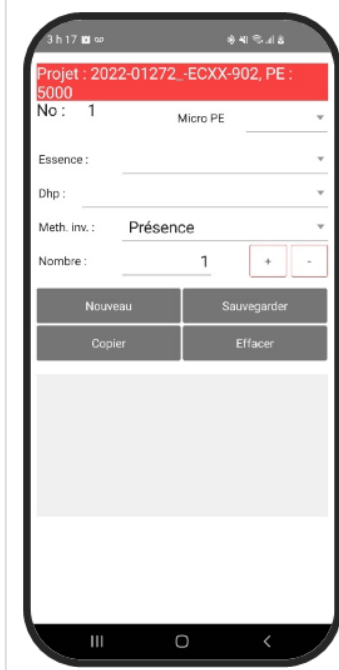 3 h 17
Projet : 2022-01272_-ECXX-902, PE :
5000
No : 1 Micro PE
Essence :
Dhp :
Meth. inv. : Présence
Nombre : 1 + -
Nouveau Sauvegarder
Copier Effacer